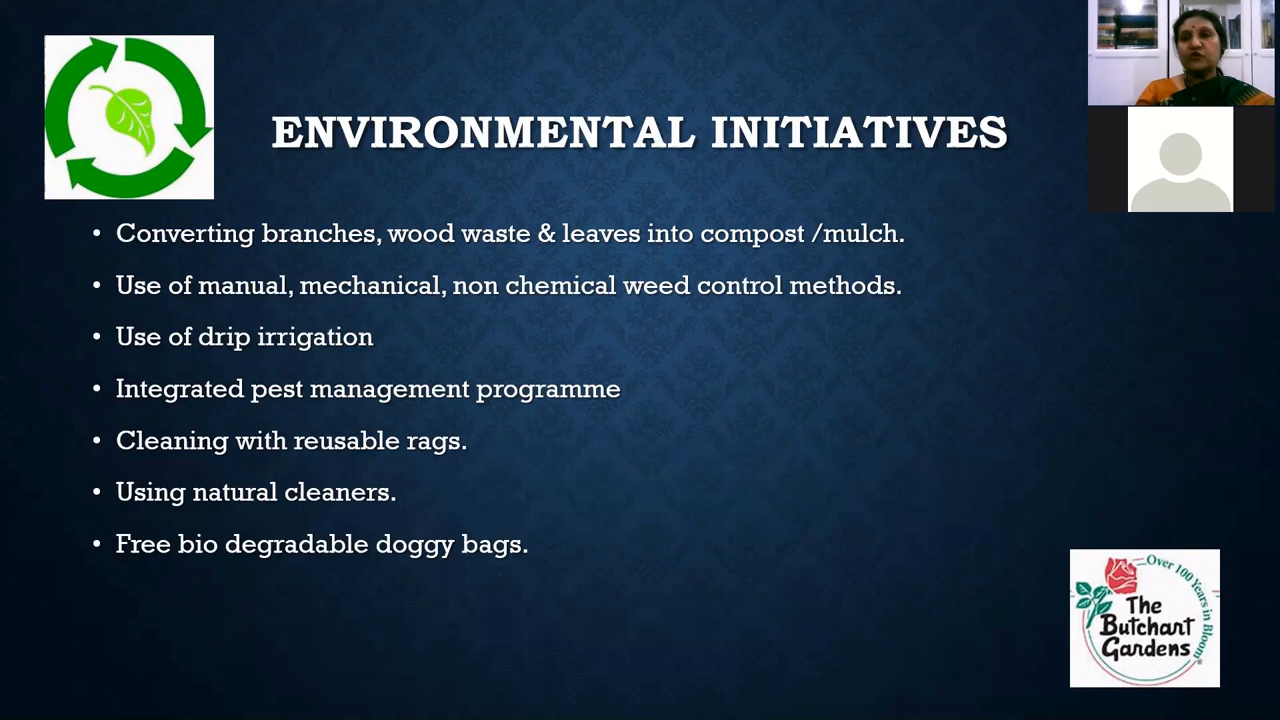 ENVIRONMENTAL INITIATIVES
• Converting branches, wood waste & leaves into compost /mulch.
• Use of manual, mechanical, non chemical weed control methods.
• Use of drip irrigation
• Integrated pest management programme
• Cleaning with reusable rags.
• Using natural cleaners.
• Free bio degradable doggy bags.
Over 100 Years in Bloom
The
Butchart
Gardens